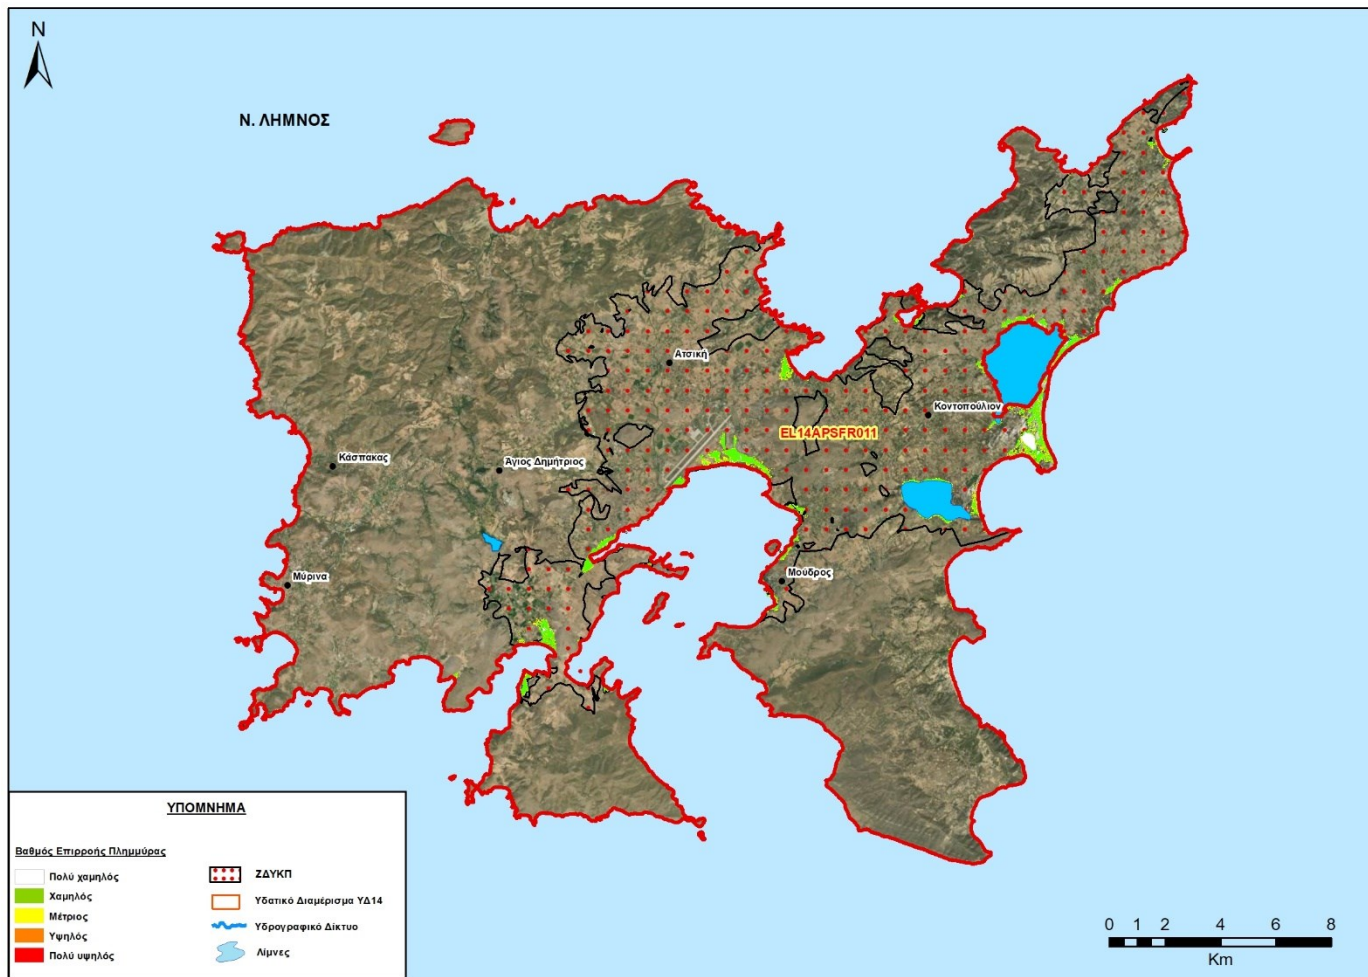 N
Ν. ΛΗΜΝΟΣ
Ατσική
Κοντοπούλιον
EL14APSFR011
Κάσπακας
Άγιος Δημήτριος
Μούδρος
Μύρινα
ΥΠΟΜΝΗΜΑ
Βαθμός Επιρροής Πλημμύρας
Πολύ χαμηλός
Χαμηλός
Μέτριος
Υψηλός
Πολύ υψηλός
ΖΔΥΚΠ
Υδατικό Διαμέρισμα ΥΔ14
Υδρογραφικό Δίκτυο
Λίμνες
0 1 2 4 6 8
Km